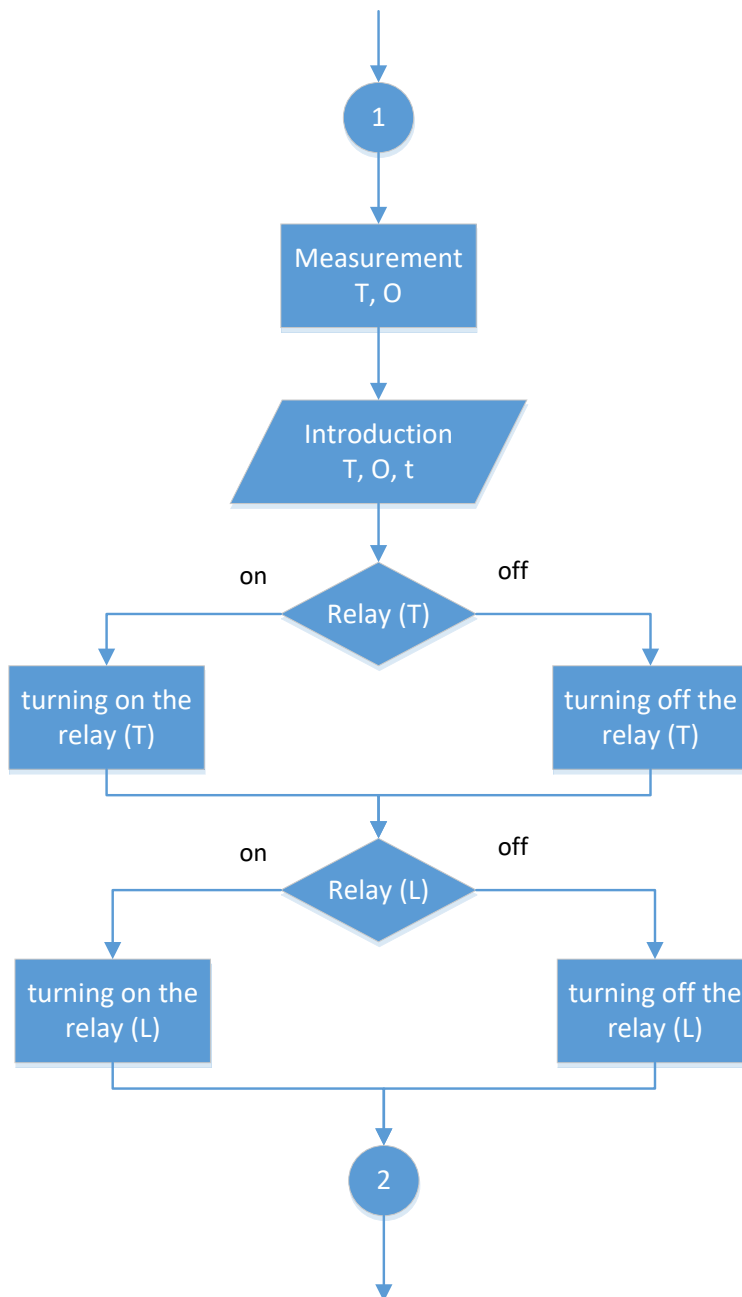 1
Measurement
T, O
Introduction
T, O, t
on
off
Relay (T)
turning on the
relay (T)
turning off the
relay (T)
on
off
Relay (L)
turning on the
relay (L)
turning off the
relay (L)
2